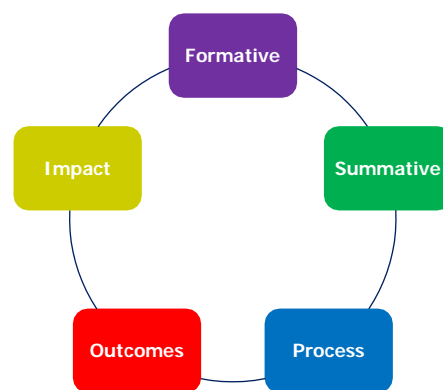 Formative
Impact
Summative
Outcomes
Process